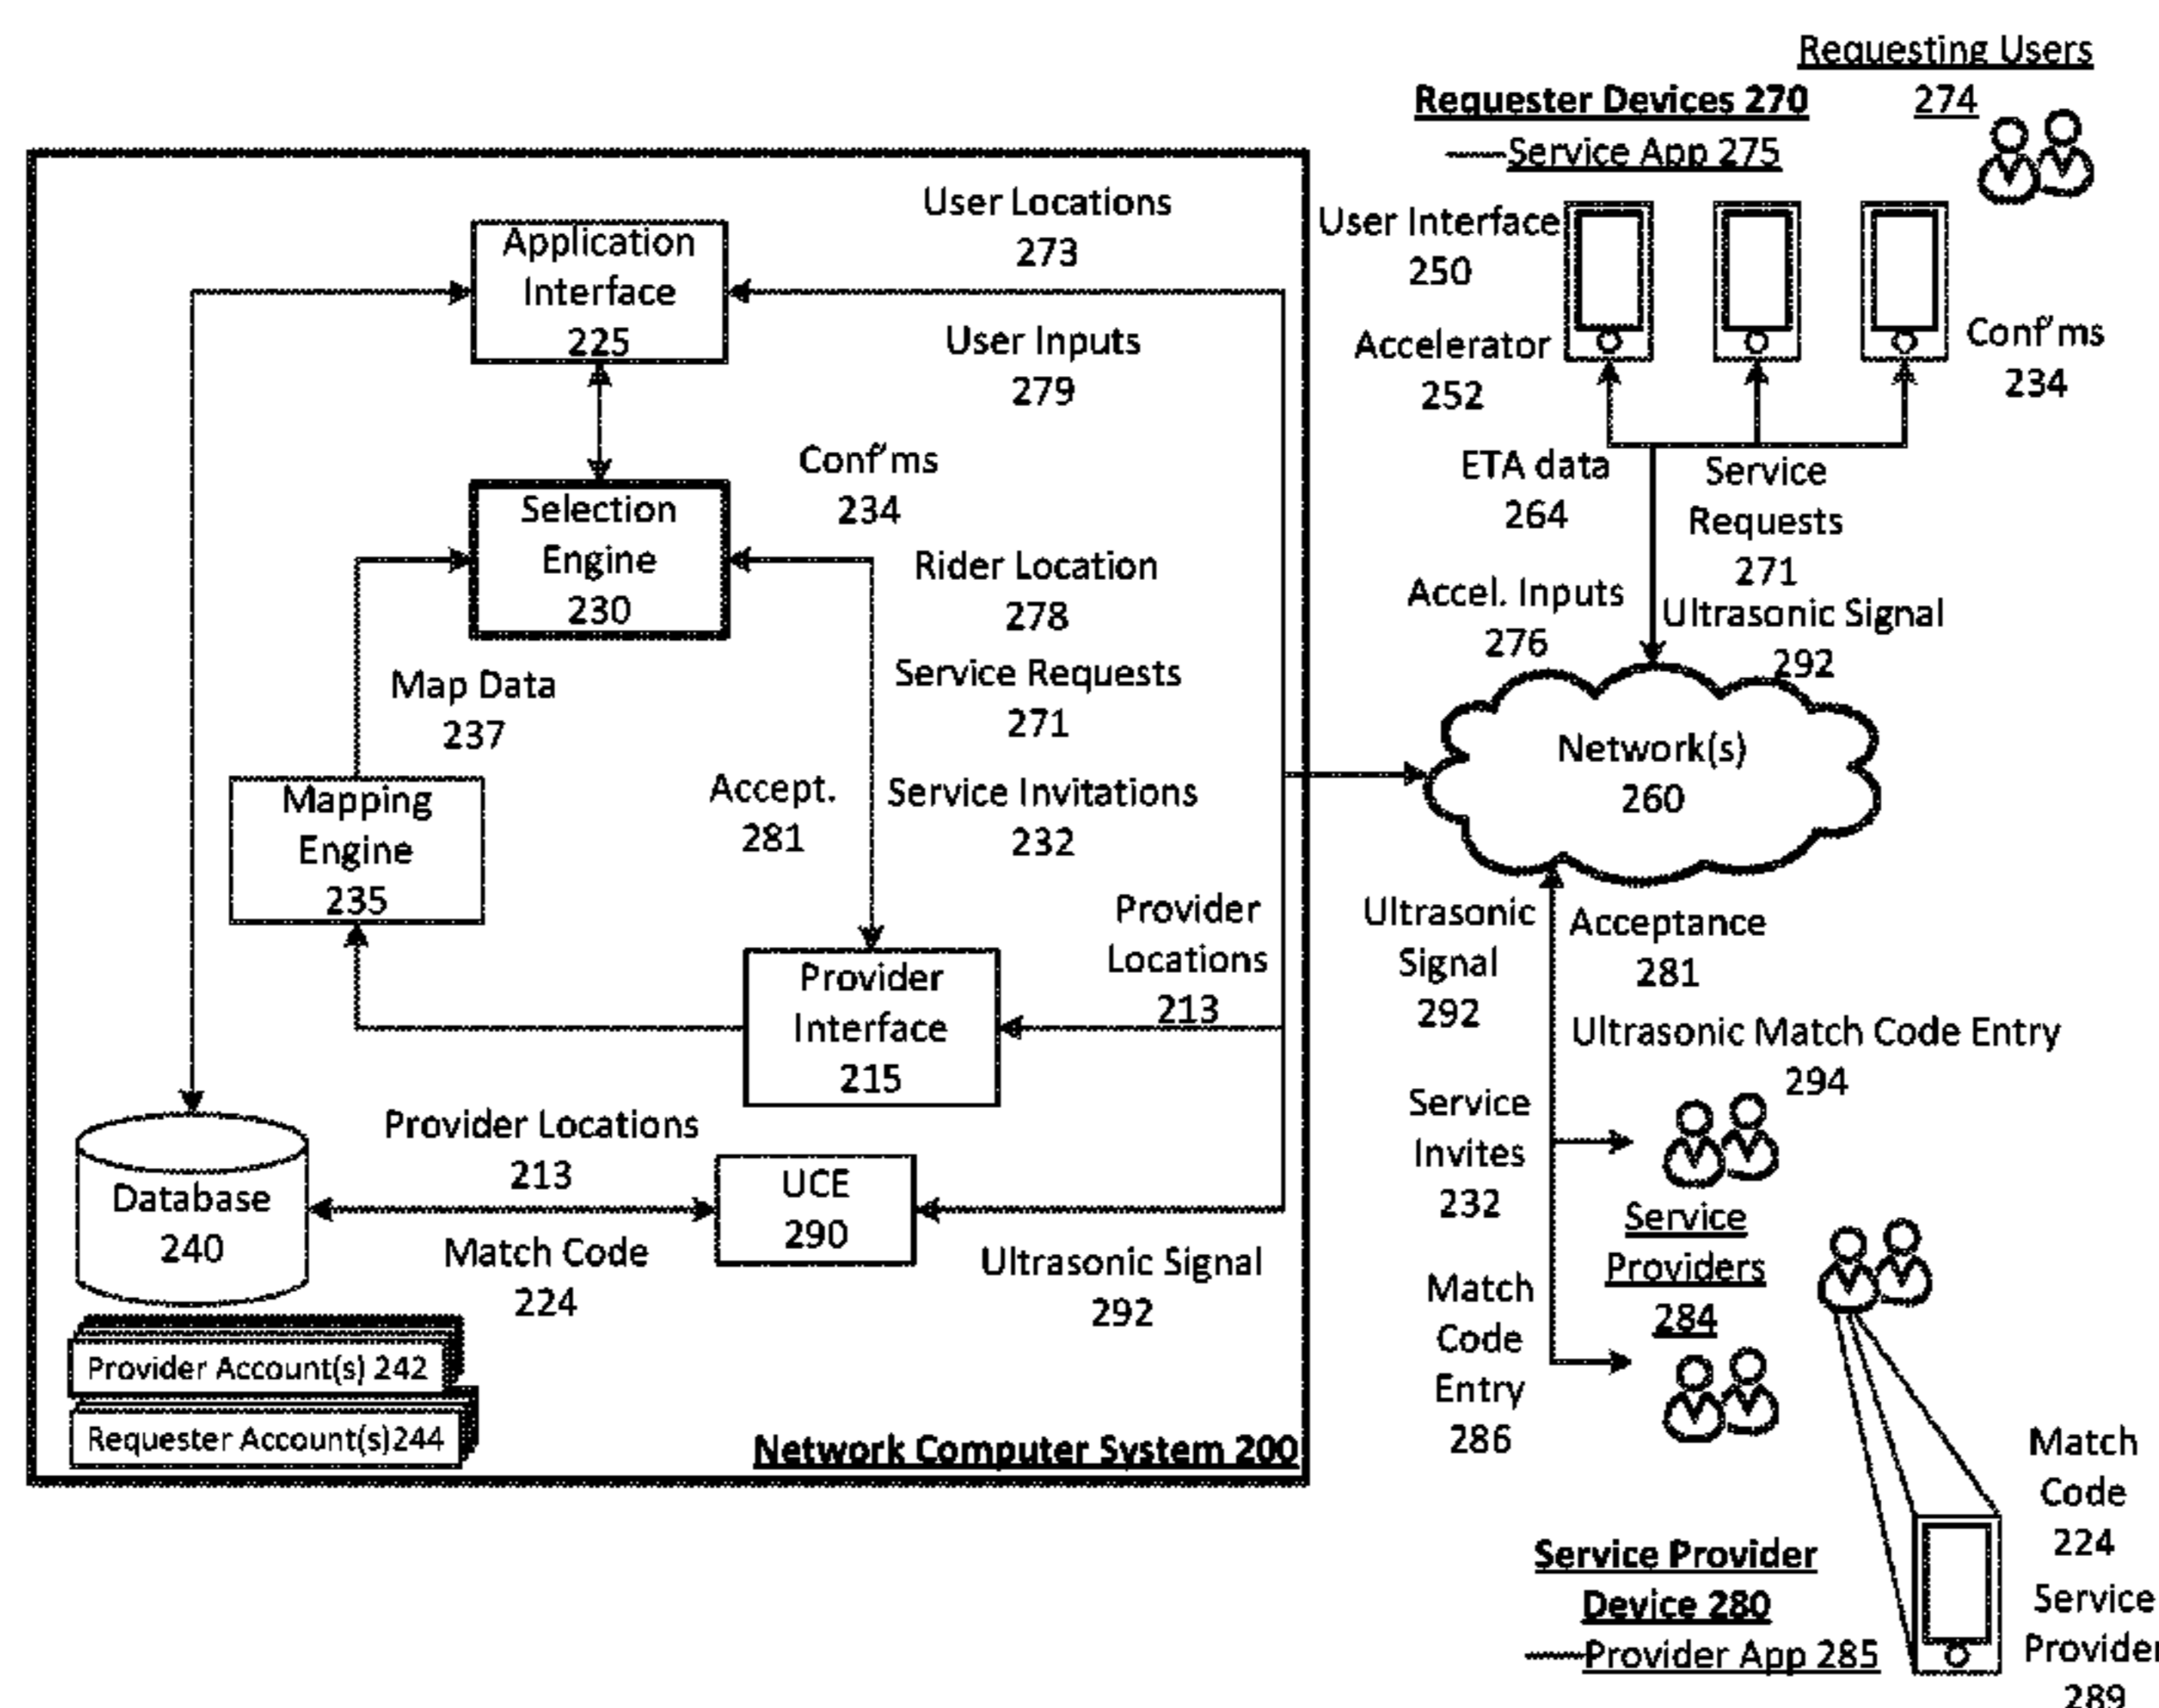 Requesting Users
274
Requester Devices 270
Service App 275
User Locations
273
Application
Interface
225
User Inputs
279
User Interface
250
Accelerator
252
Conf'ms
234
Conf'ms
234
Selection
Engine
230
Rider Location
278
Service Requests
271
ETA data
264
Service
Requests
271
Accel. Inputs
276
Ultrasonic Signal
292
Map Data
237
Accept.
281
Service Invitations
232
Network(s)
260
Mapping
Engine
235
Provider
Locations
213
Provider
Interface
215
Ultrasonic
Signal
292
Acceptance
281
Ultrasonic Match Code Entry
294
Service
Invites
232
Service
Providers
284
Provider Locations
213
Database
240
UCE
290
Match Code
224
Ultrasonic Signal
292
Match
Code
Entry
286
Provider Account(s) 242
Requester Account(s)244
Network Computer System 200
Match
Code
224
Service Provider
Device 280
Provider App 285
Service
Provider
289